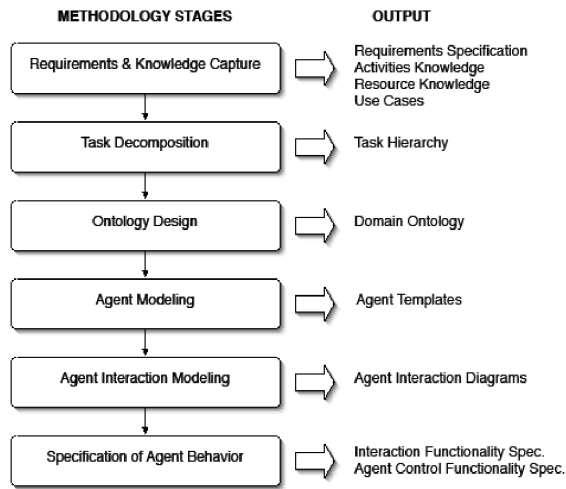 METHODOLOGY STAGES
OUTPUT
Requirements & Knowledge Capture
Requirements Specification
Activities Knowledge
Resource Knowledge
Use Cases
Task Decomposition
Task Hierarchy
Ontology Design
Domain Ontology
Agent Modeling
Agent Templates
Agent Interaction Modeling
Agent Interaction Diagrams
Specification of Agent Behavior
Interaction Functionality Spec.
Agent Control Functionality Spec.